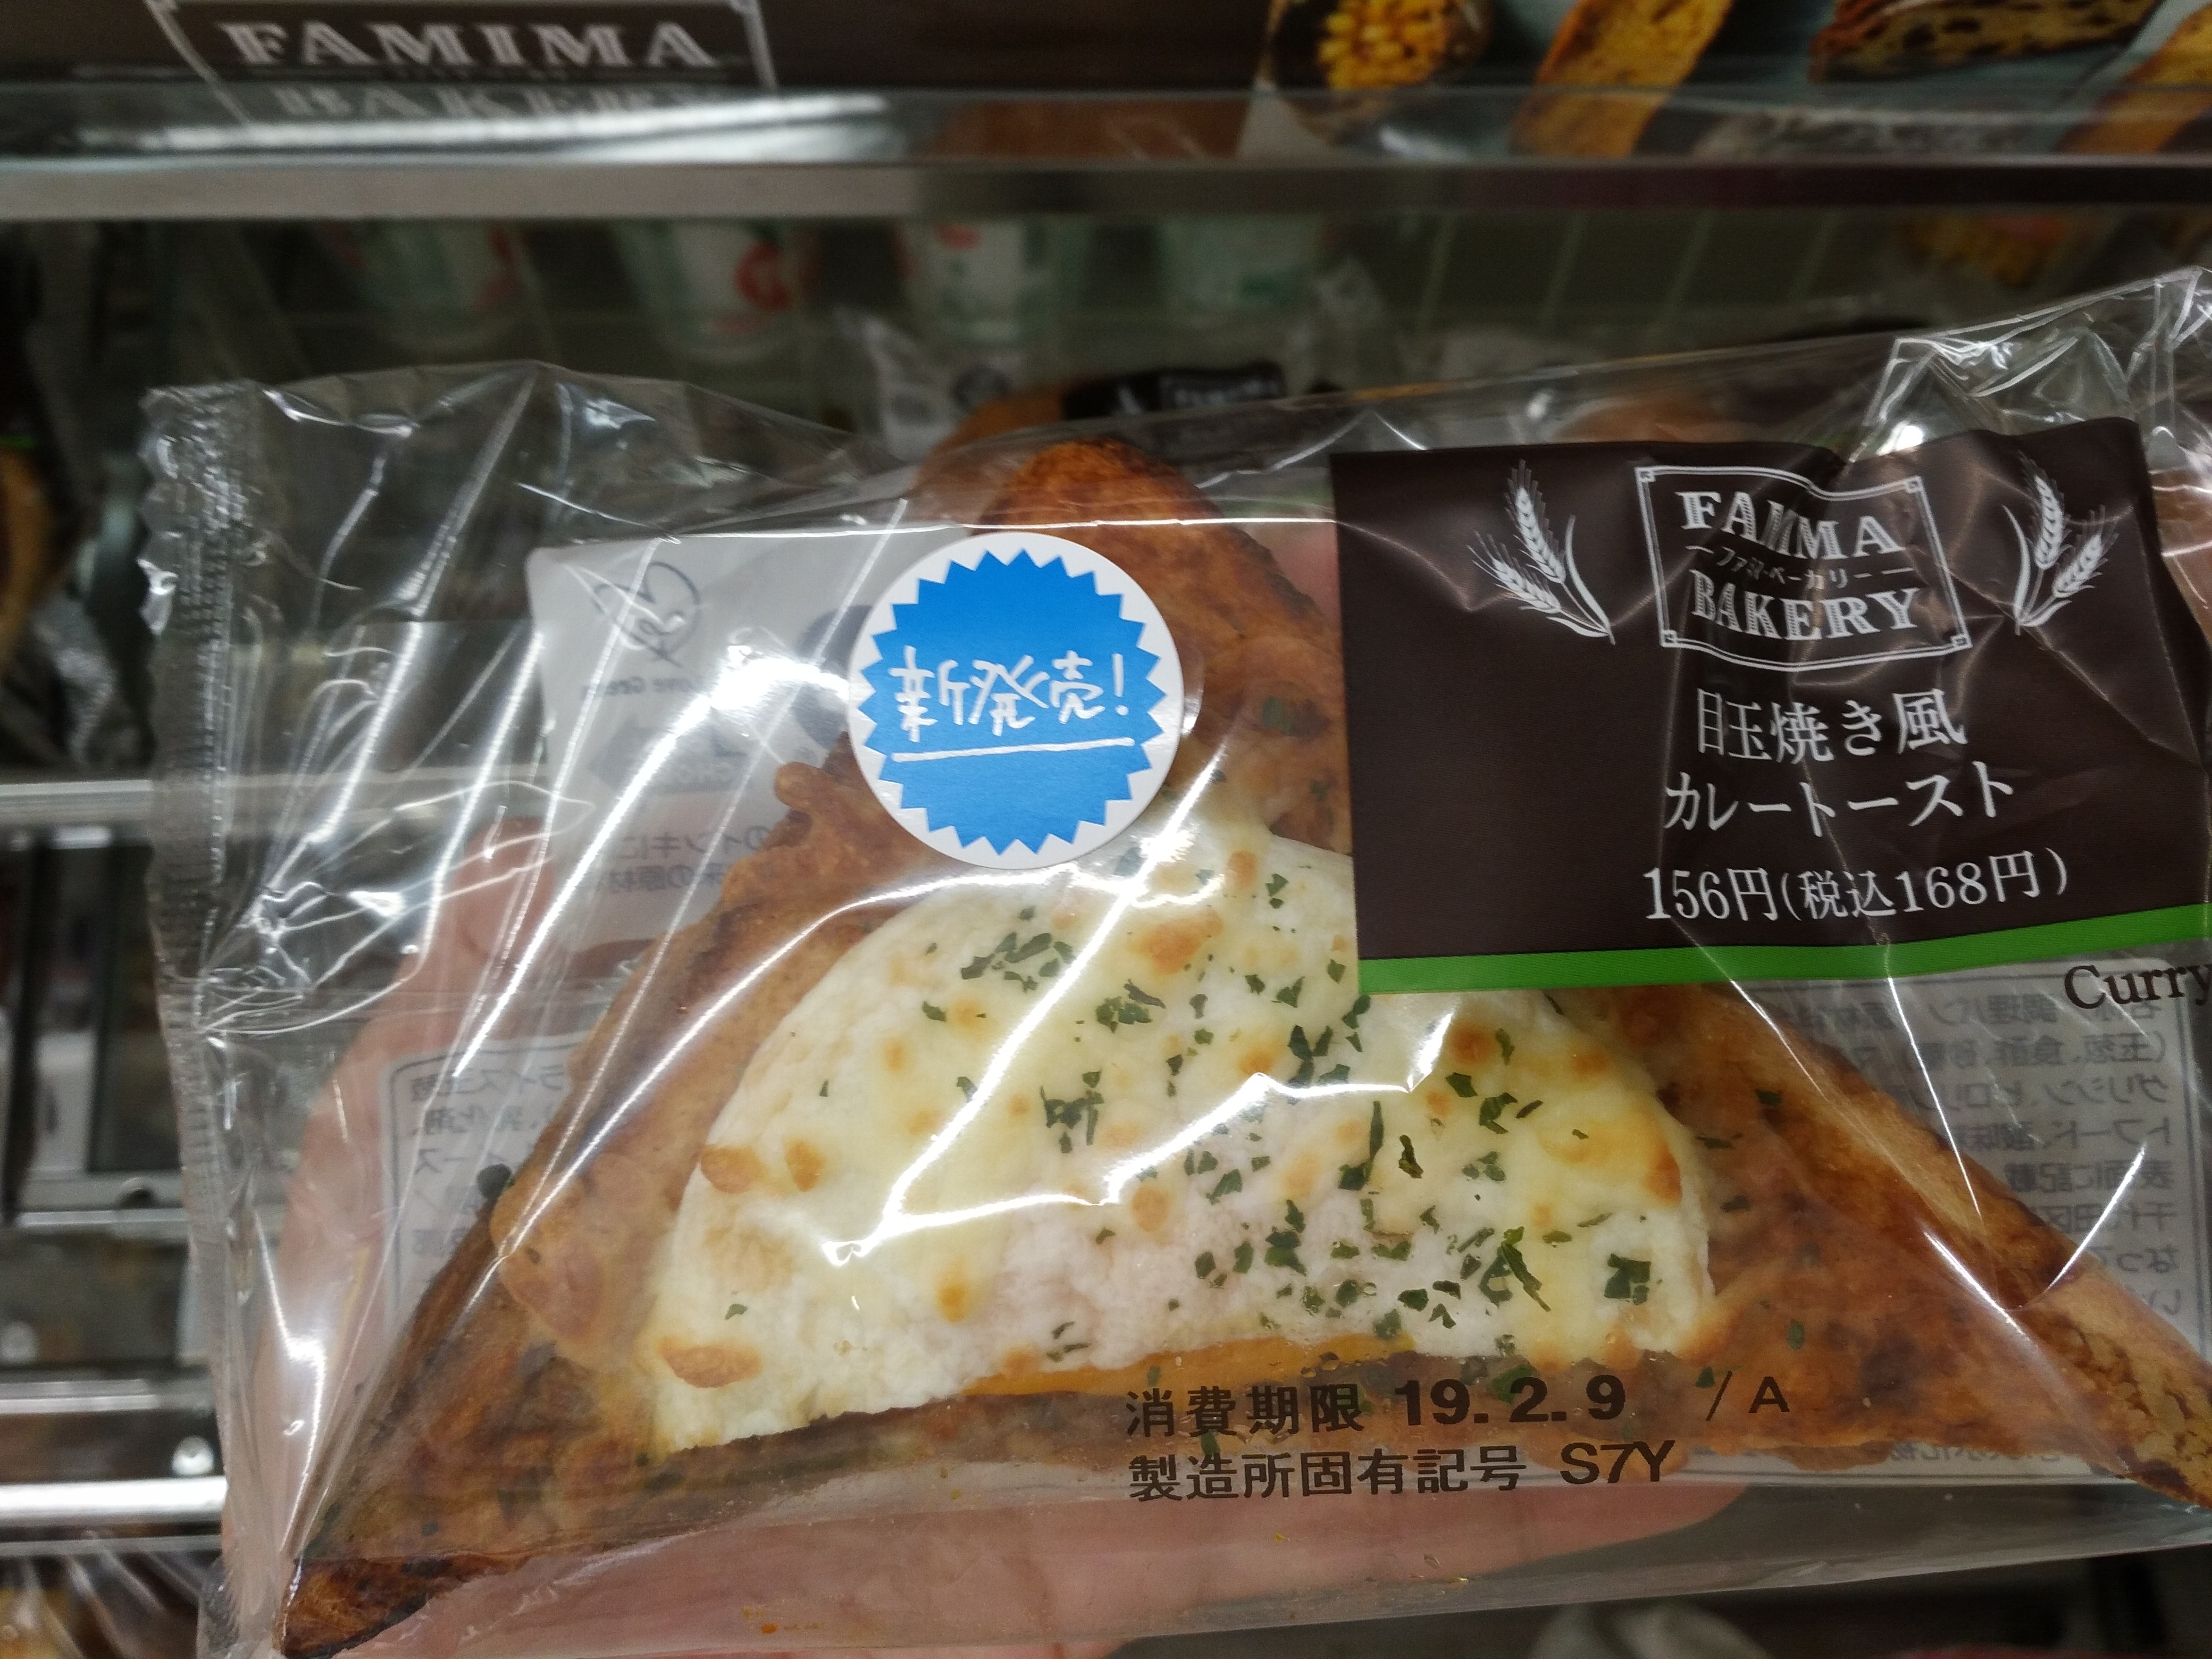 FAMIMA
BAKERY
新発売!
FAMIMA
ファミマ・ベーカリー
BAKERY
目玉焼き風
カレートースト
156円(税込168円)
Curry
消費期限 19.2.9 /A
製造所固有記号 S7Y